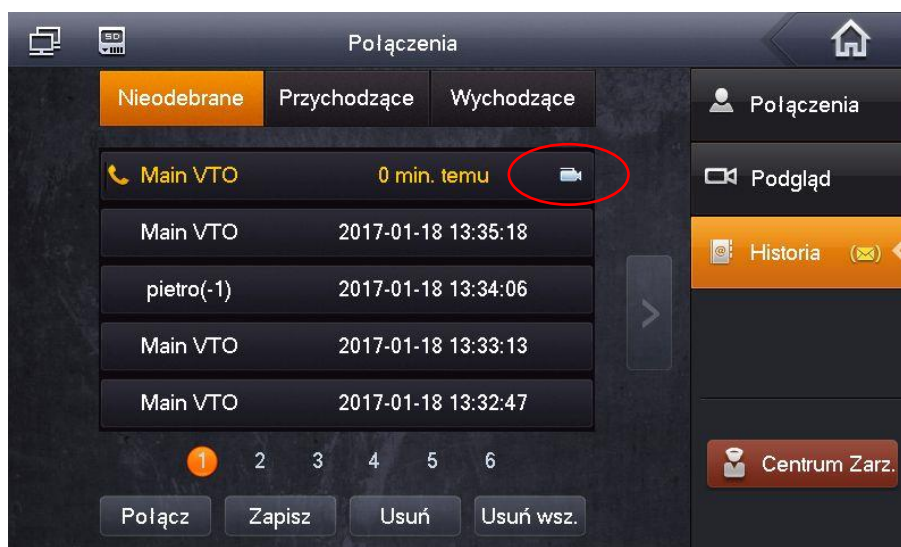 SD
Połączenia
Nieodebrane Przychodzące Wychodzące
Main VTO 0 min. temu
Main VTO 2017-01-18 13:35:18
pietro(-1) 2017-01-18 13:34:06
Main VTO 2017-01-18 13:33:13
Main VTO 2017-01-18 13:32:47
1 2 3 4 5 6
Połącz Zapisz Usuń Usuń wsz.
Połączenia
Podgląd
Historia
Centrum Zarz.